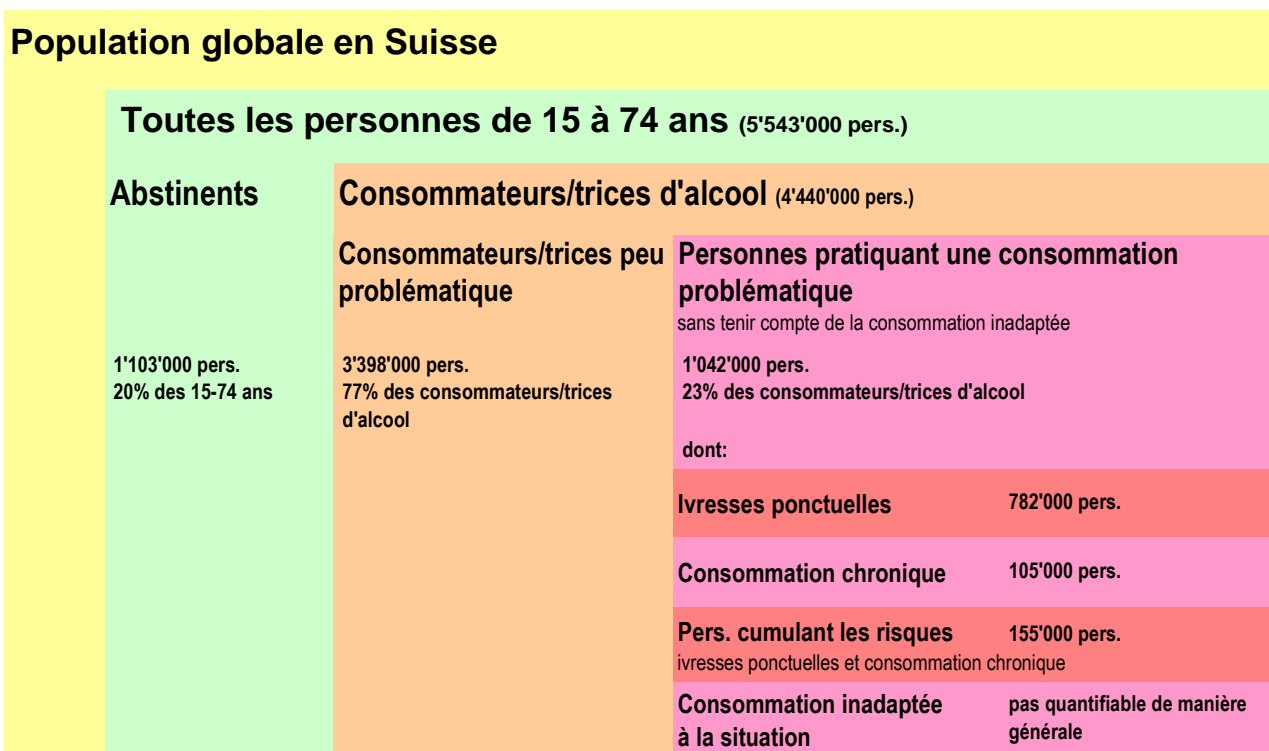 Population globale en Suisse
Toutes les personnes de 15 à 74 ans (5'543'000 pers.)
Abstinents
Consommateurs/trices d'alcool (4'440'000 pers.)
Consommateurs/trices peu
problématique
Personnes pratiquant une consommation
problématique
sans tenir compte de la consommation inadaptée
1'103'000 pers.
20% des 15-74 ans
3'398'000 pers.
77% des consommateurs/trices
d'alcool
1'042'000 pers.
23% des consommateurs/trices d'alcool
dont:
Ivresses ponctuelles 782'000 pers.
Consommation chronique 105'000 pers.
Pers. cumulant les risques 155'000 pers.
ivresses ponctuelles et consommation chronique
Consommation inadaptée
à la situation
pas quantifiable de manière
générale